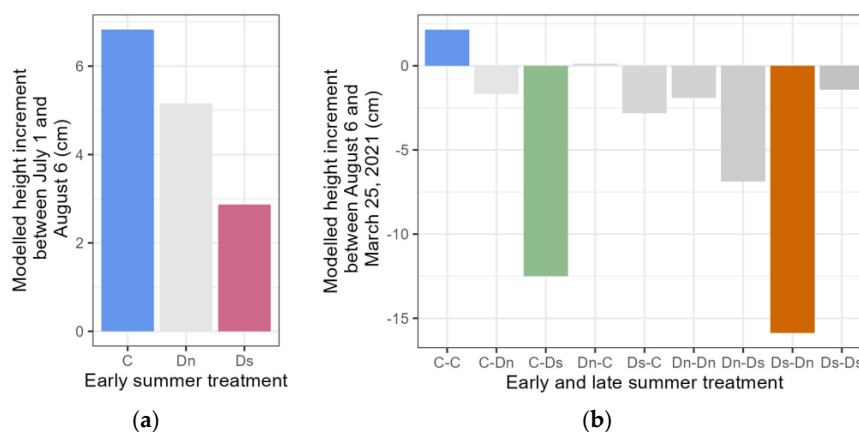 Modelled height increment
between July 1 and
August 6 (cm)
6
4
2
0
C Dn Ds
Early summer treatment
(a)
Modelled height increment
between August 6 and
March 25, 2021 (cm)
0
-5
-10
-15
C-C C-Dn C-Ds Dn-C Ds-C Dn-Dn Dn-Ds Ds-Dn Ds-Ds
Early and late summer treatment
(b)